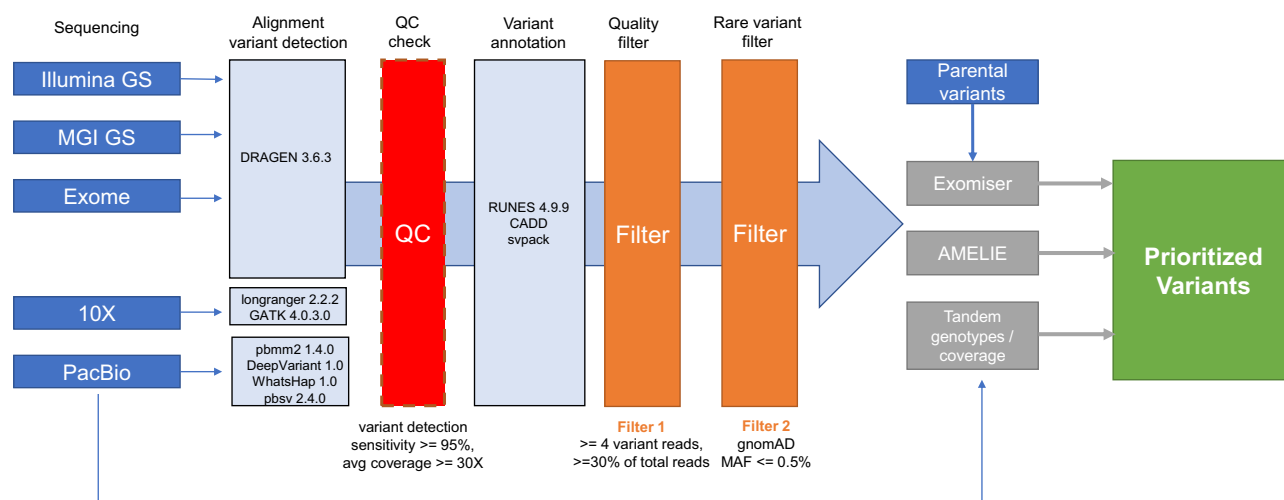 Sequencing
Alignment
variant detection
QC
check
Variant
annotation
Quality
filter
Rare variant
filter
Illumina GS
MGI GS
Exome
10X
PacBio
DRAGEN 3.6.3
longranger 2.2.2
GATK 4.0.3.0
pbmm2 1.4.0
DeepVariant 1.0
WhatsHap 1.0
pbsv 2.4.0
QC
RUNES 4.9.9
CADD
svpack
Filter
Filter
variant detection
sensitivity >= 95%,
avg coverage >= 30X
Filter 1
>= 4 variant reads,
>=30% of total reads
Filter 2
gnomAD
MAF <= 0.5%
Parental
variants
Exomiser
AMELIE
Tandem
genotypes /
coverage
Prioritized
Variants